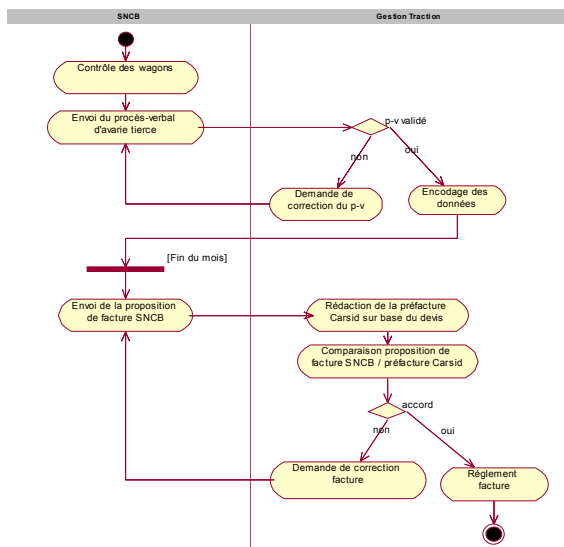 SNCB
Gestion Traction
Contrôle des wagons
Envoi du procès-verbal
d'avarie tierce
p-v validé
non
oui
Demande de
correction du p-v
Encodage des
données
[Fin du mois]
Envoi de la proposition
de facture SNCB
Rédaction de la préfacture
Carsid sur base du devis
Comparaison proposition de
facture SNCB / préfacture Carsid
accord
non
oui
Demande de correction
facture
Réglement
facture